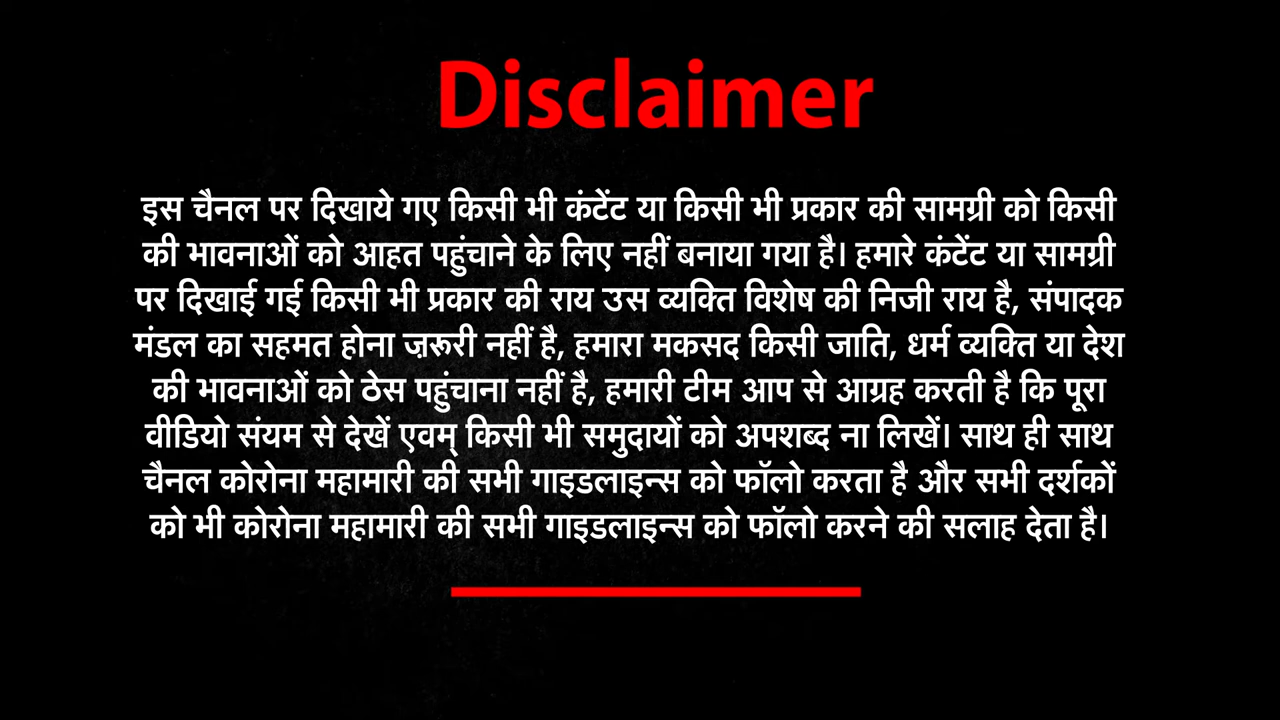 Disclaimer
इस चैनल पर दिखाये गए किसी भी कंटेंट या किसी भी प्रकार की सामग्री को किसी
की भावनाओं को आहत पहुंचाने के लिए नहीं बनाया गया है। हमारे कंटेंट या सामग्री
पर दिखाई गई किसी भी प्रकार की राय उस व्यक्ति विशेष की निजी राय है, संपादक
मंडल का सहमत होना ज़रूरी नहीं है, हमारा मकसद किसी जाति, धर्म व्यक्ति या देश
की भावनाओं को ठेस पहुंचाना नहीं है, हमारी टीम आप से आग्रह करती है कि पूरा
वीडियो संयम से देखें एवम् किसी भी समुदायों को अपशब्द ना लिखें। साथ ही साथ
चैनल कोरोना महामारी की सभी गाइडलाइन्स को फॉलो करता है और सभी दर्शकों
को भी कोरोना महामारी की सभी गाइडलाइन्स को फॉलो करने की सलाह देता है।